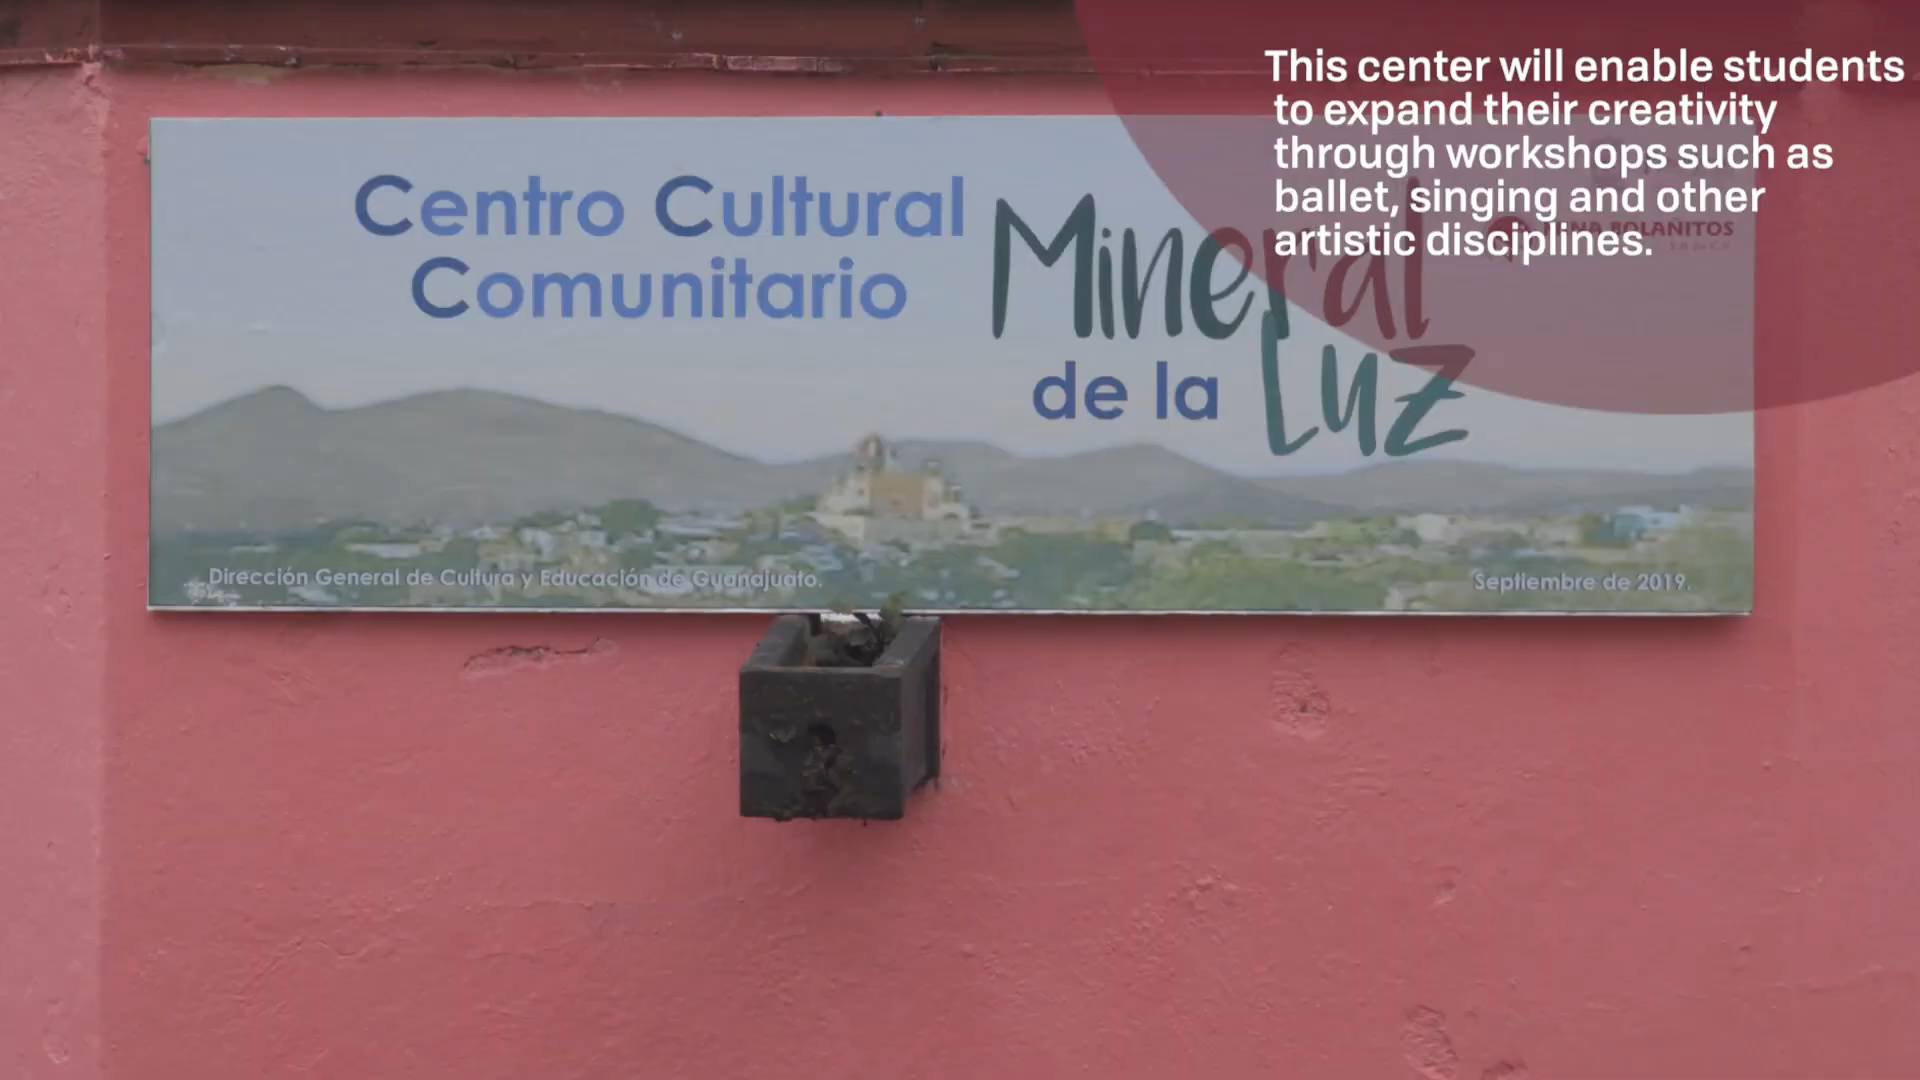 This center will enable students
to expand their creativity
through workshops such as
ballet, singing and other
artistic disciplines.
Centro Cultural
Comunitario
Mineral
de la Luz
BOLAÑITOS
Dirección General de Cultura y Educación de Guanajuato.
Septiembre de 2019.